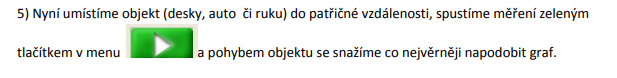 5) Nyní umístíme objekt (desky, auto či ruku) do patřičné vzdálenosti, spustíme měření zeleným
tlačítkem v menu a pohybem objektu se snažíme co nejvěrněji napodobit graf.